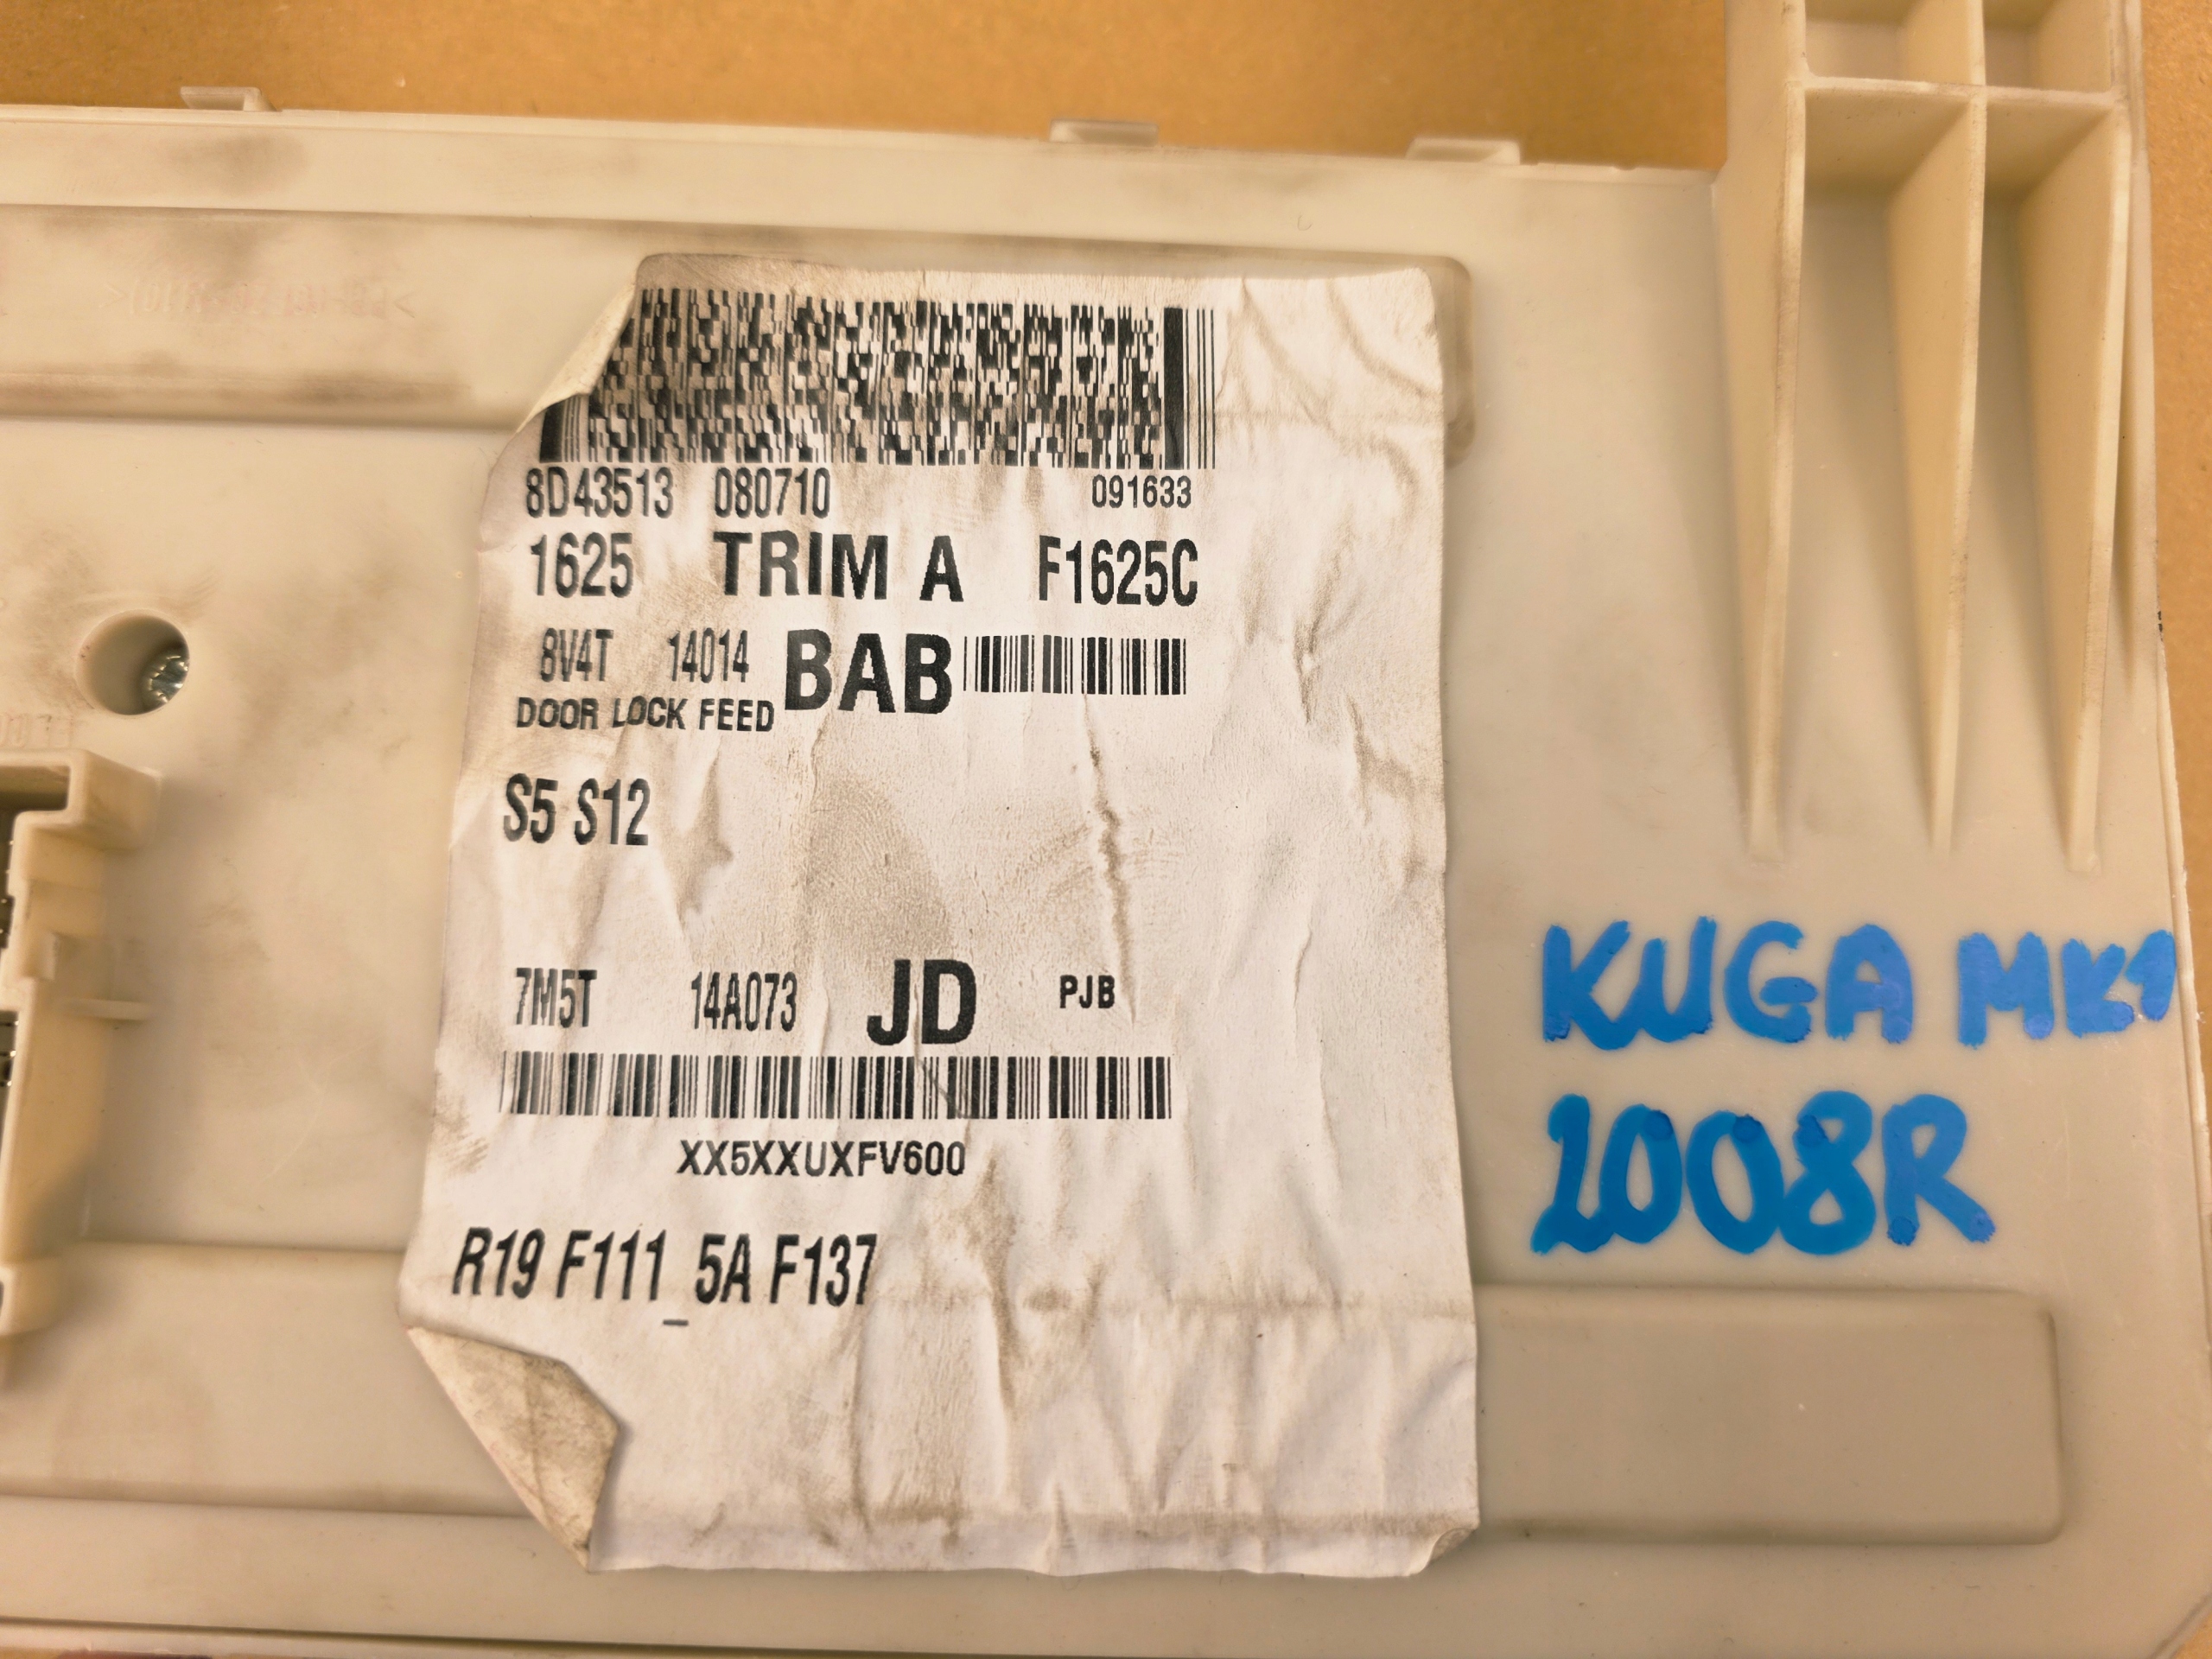 8D43513 080710 091633
1625 TRIM A F1625C
8V4T 14014 BAB
DOOR LOCK FEED
S5 S12
7M5T 14A073 JD PJB
XX5XXUXFV600
R19 F111_5A F137
KUGA MK1
2008R